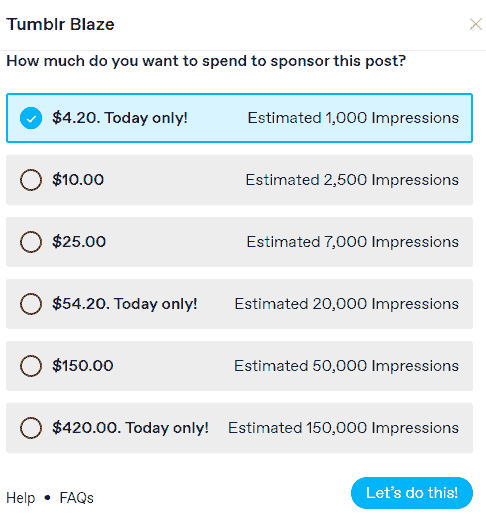 Tumblr Blaze
How much do you want to spend to sponsor this post?
$4.20. Today only! Estimated 1,000 Impressions
$10.00 Estimated 2,500 Impressions
$25.00 Estimated 7,000 Impressions
$54.20. Today only! Estimated 20,000 Impressions
$150.00 Estimated 50,000 Impressions
$420.00. Today only! Estimated 150,000 Impressions
Let's do this!
Help • FAQs